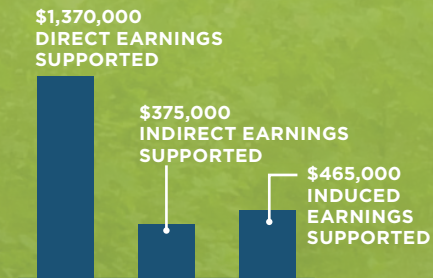 $1,370,000
DIRECT EARNINGS
SUPPORTED
$375,000
INDIRECT EARNINGS
SUPPORTED
$465,000
INDUCED
EARNINGS
SUPPORTED